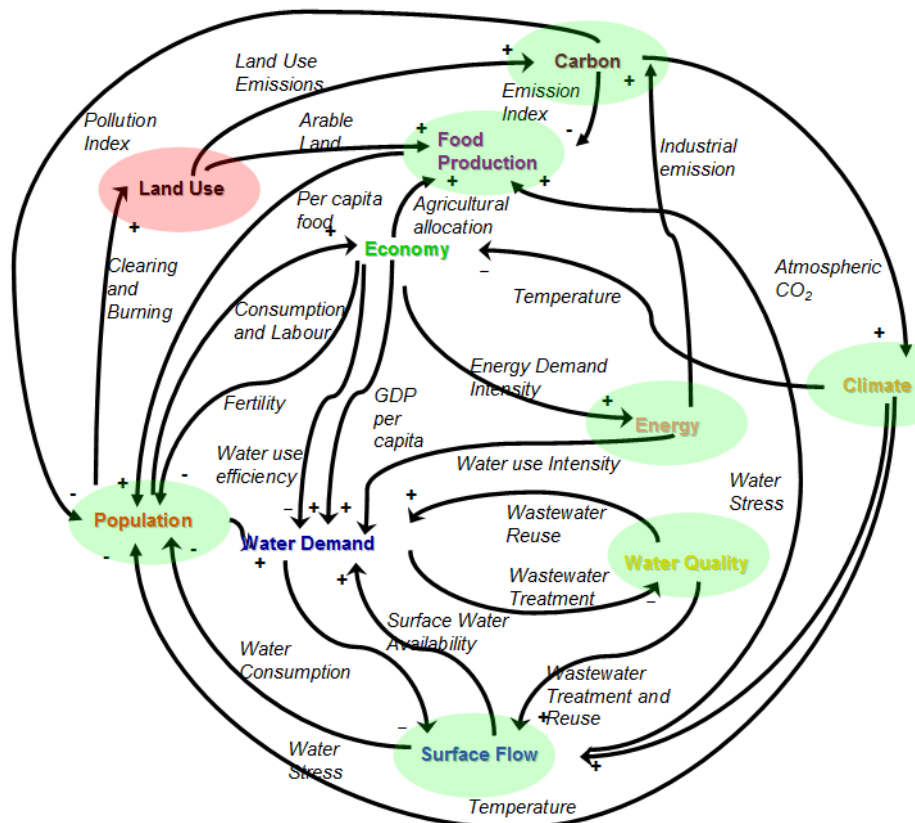 +
Carbon
+
Land Use
Emissions
Emission
Index
-
Pollution
Index
Arable
Land
+
Food
Production
+
+
Industrial
emission
Land Use
+
Per capita
food
+
Agricultural
allocation
Economy
–
Clearing
and
Burning
Temperature
Atmospheric
CO₂
+
Consumption
and Labour
Energy Demand
Intensity
+
Climate
Fertility
GDP
per
capita
Energy
Water use
efficiency
Water use Intensity
Water
Stress
-
+
-
–
+
+
+
Population
-
-
Water Demand
+
+
Wastewater
Reuse
Water Quality
Wastewater
Treatment
–
Surface Water
Availability
Water
Consumption
Wastewater
Treatment and
Reuse
–
+
Surface Flow
+
Water
Stress
Temperature